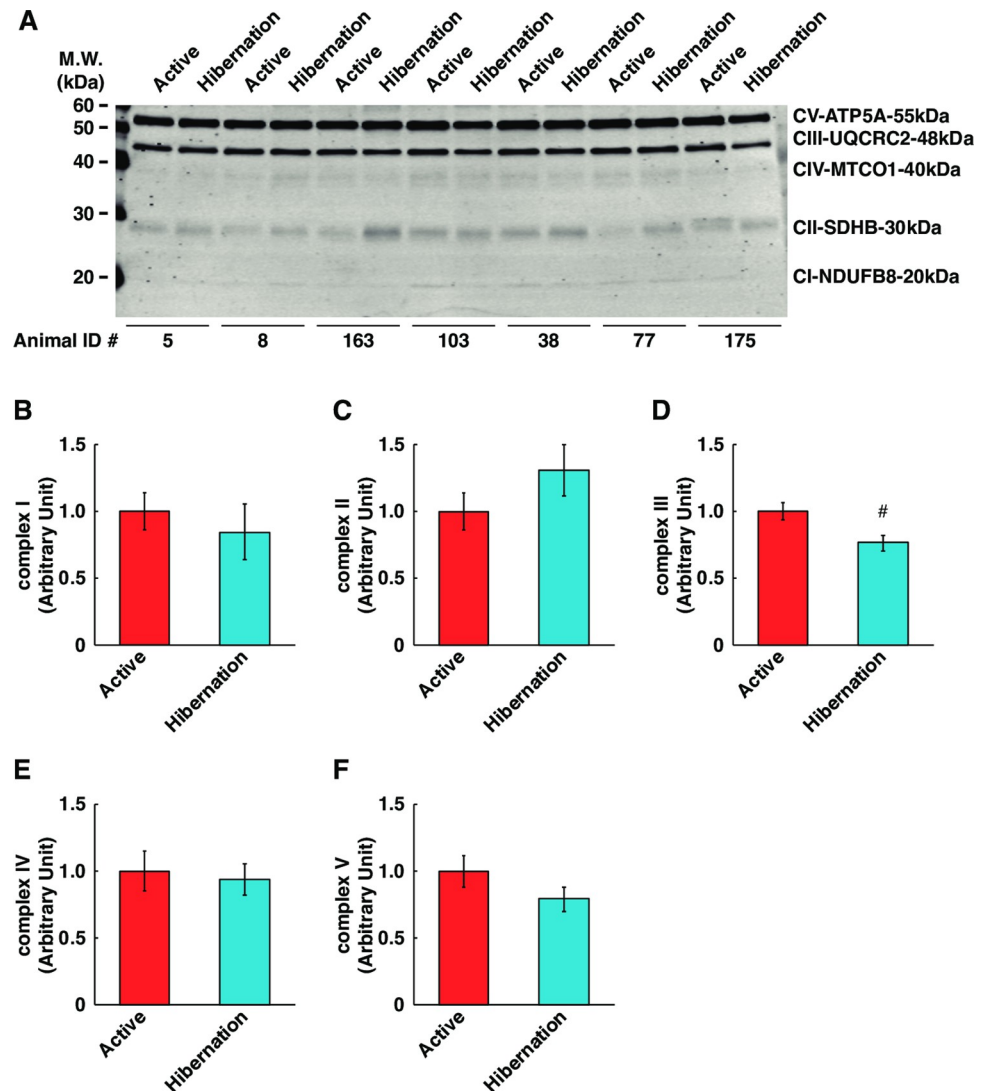 A
M.W.
(kDa)
Active Hibernation Active Hibernation Active Hibernation Active Hibernation Active Hibernation Active Hibernation Active Hibernation
60
50
40
30
20
CV-ATP5A-55kDa
CIII-UQCRC2-48kDa
CIV-MTCO1-40kDa
CII-SDHB-30kDa
CI-NDUFB8-20kDa
Animal ID # 5 8 163 103 38 77 175
B
complex I
(Arbitrary Unit)
1.5
1.0
0.5
0
Active Hibernation
C
complex II
(Arbitrary Unit)
1.5
1.0
0.5
0
Active Hibernation
D
complex III
(Arbitrary Unit)
1.5
1.0
0.5
0
#
Active Hibernation
E
complex IV
(Arbitrary Unit)
1.5
1.0
0.5
0
Active Hibernation
F
complex V
(Arbitrary Unit)
1.5
1.0
0.5
0
Active Hibernation